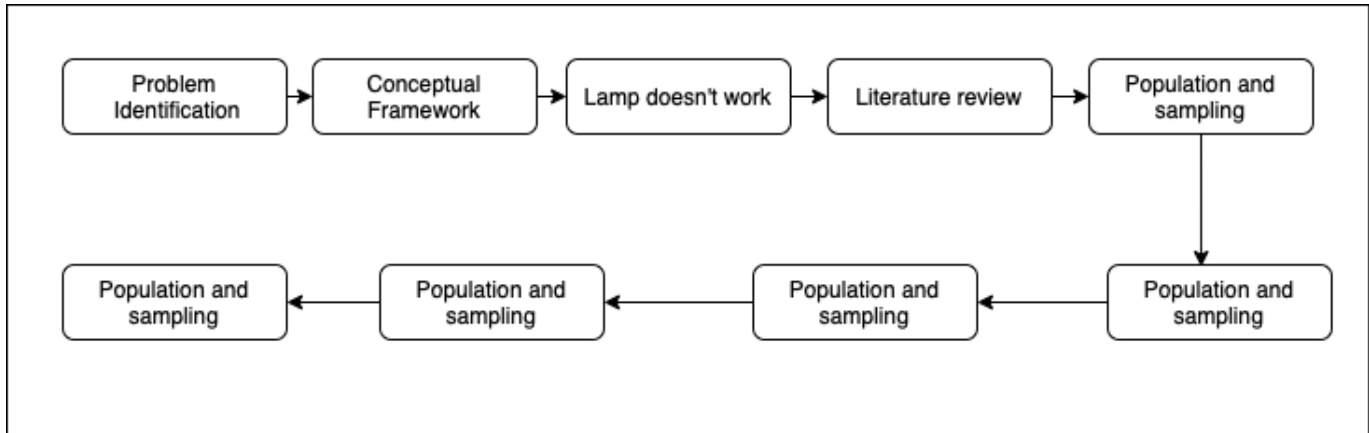 Problem
Identification
Conceptual
Framework
Lamp doesn't work
Literature review
Population and
sampling
Population and
sampling
Population and
sampling
Population and
sampling
Population and
sampling